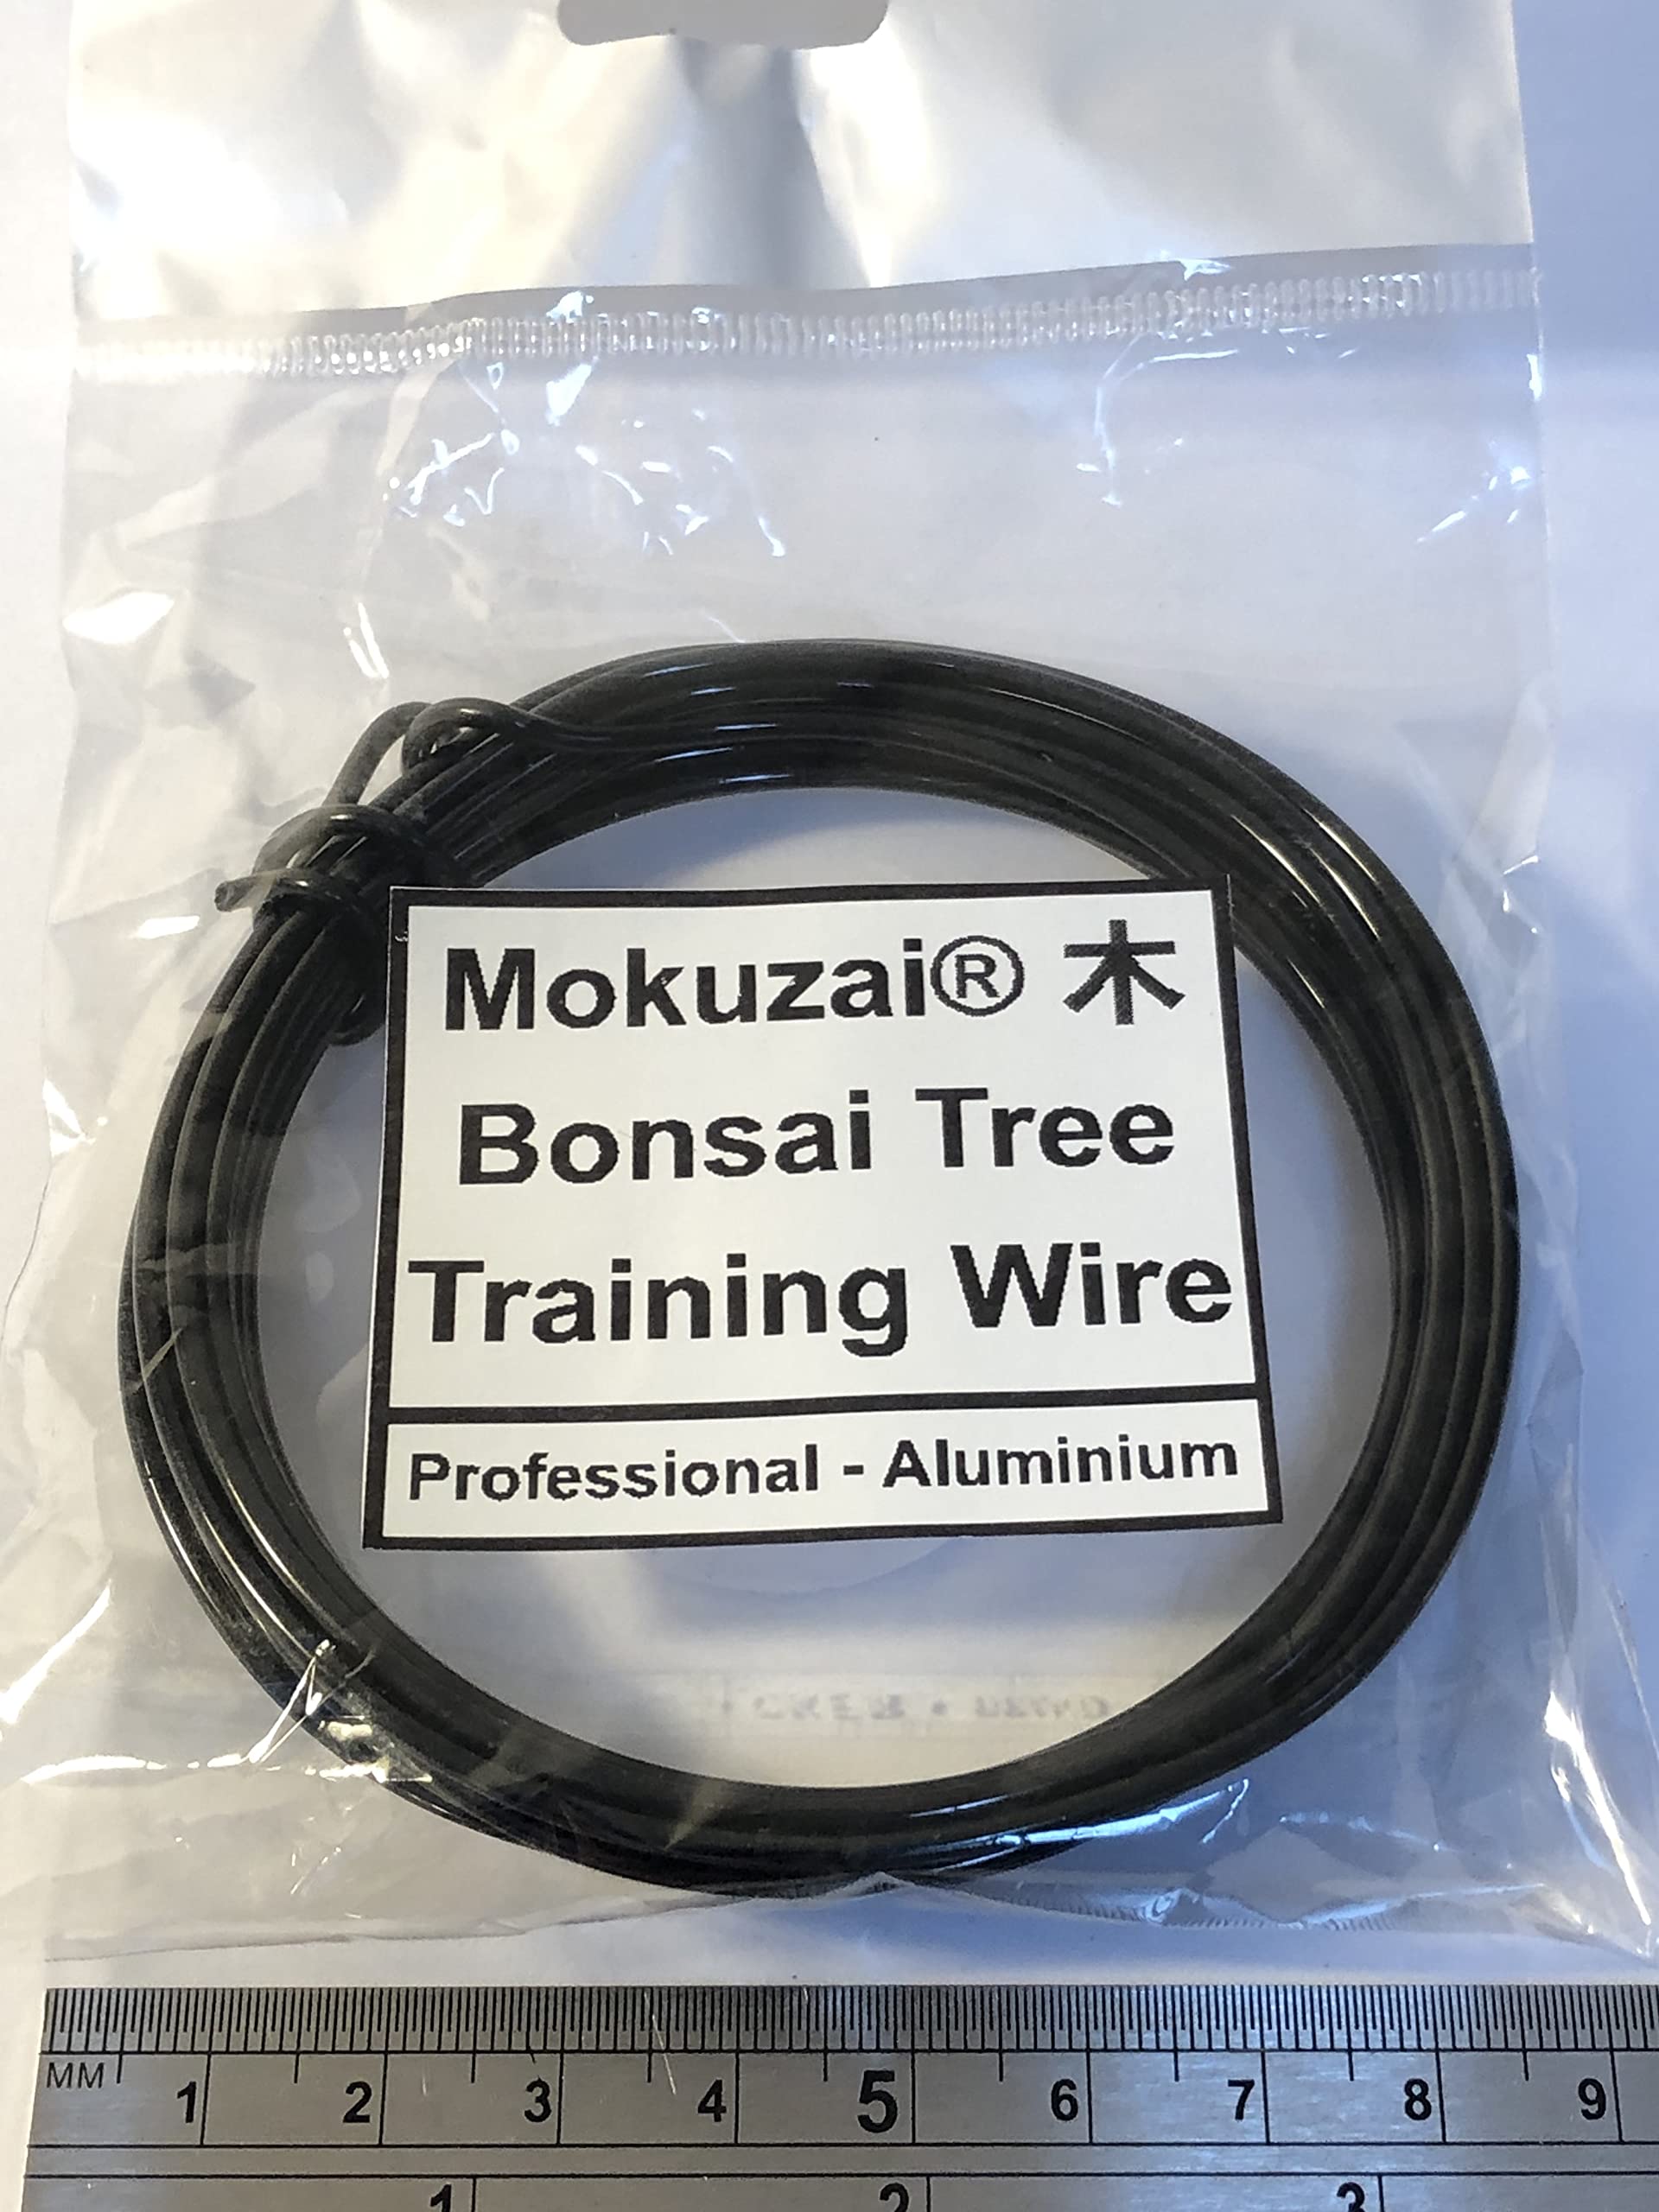 Mokuzai® 木
Bonsai Tree
Training Wire
Professional - Aluminium
MM 1 2 3 4 5 6 7 8 9
1 2 3